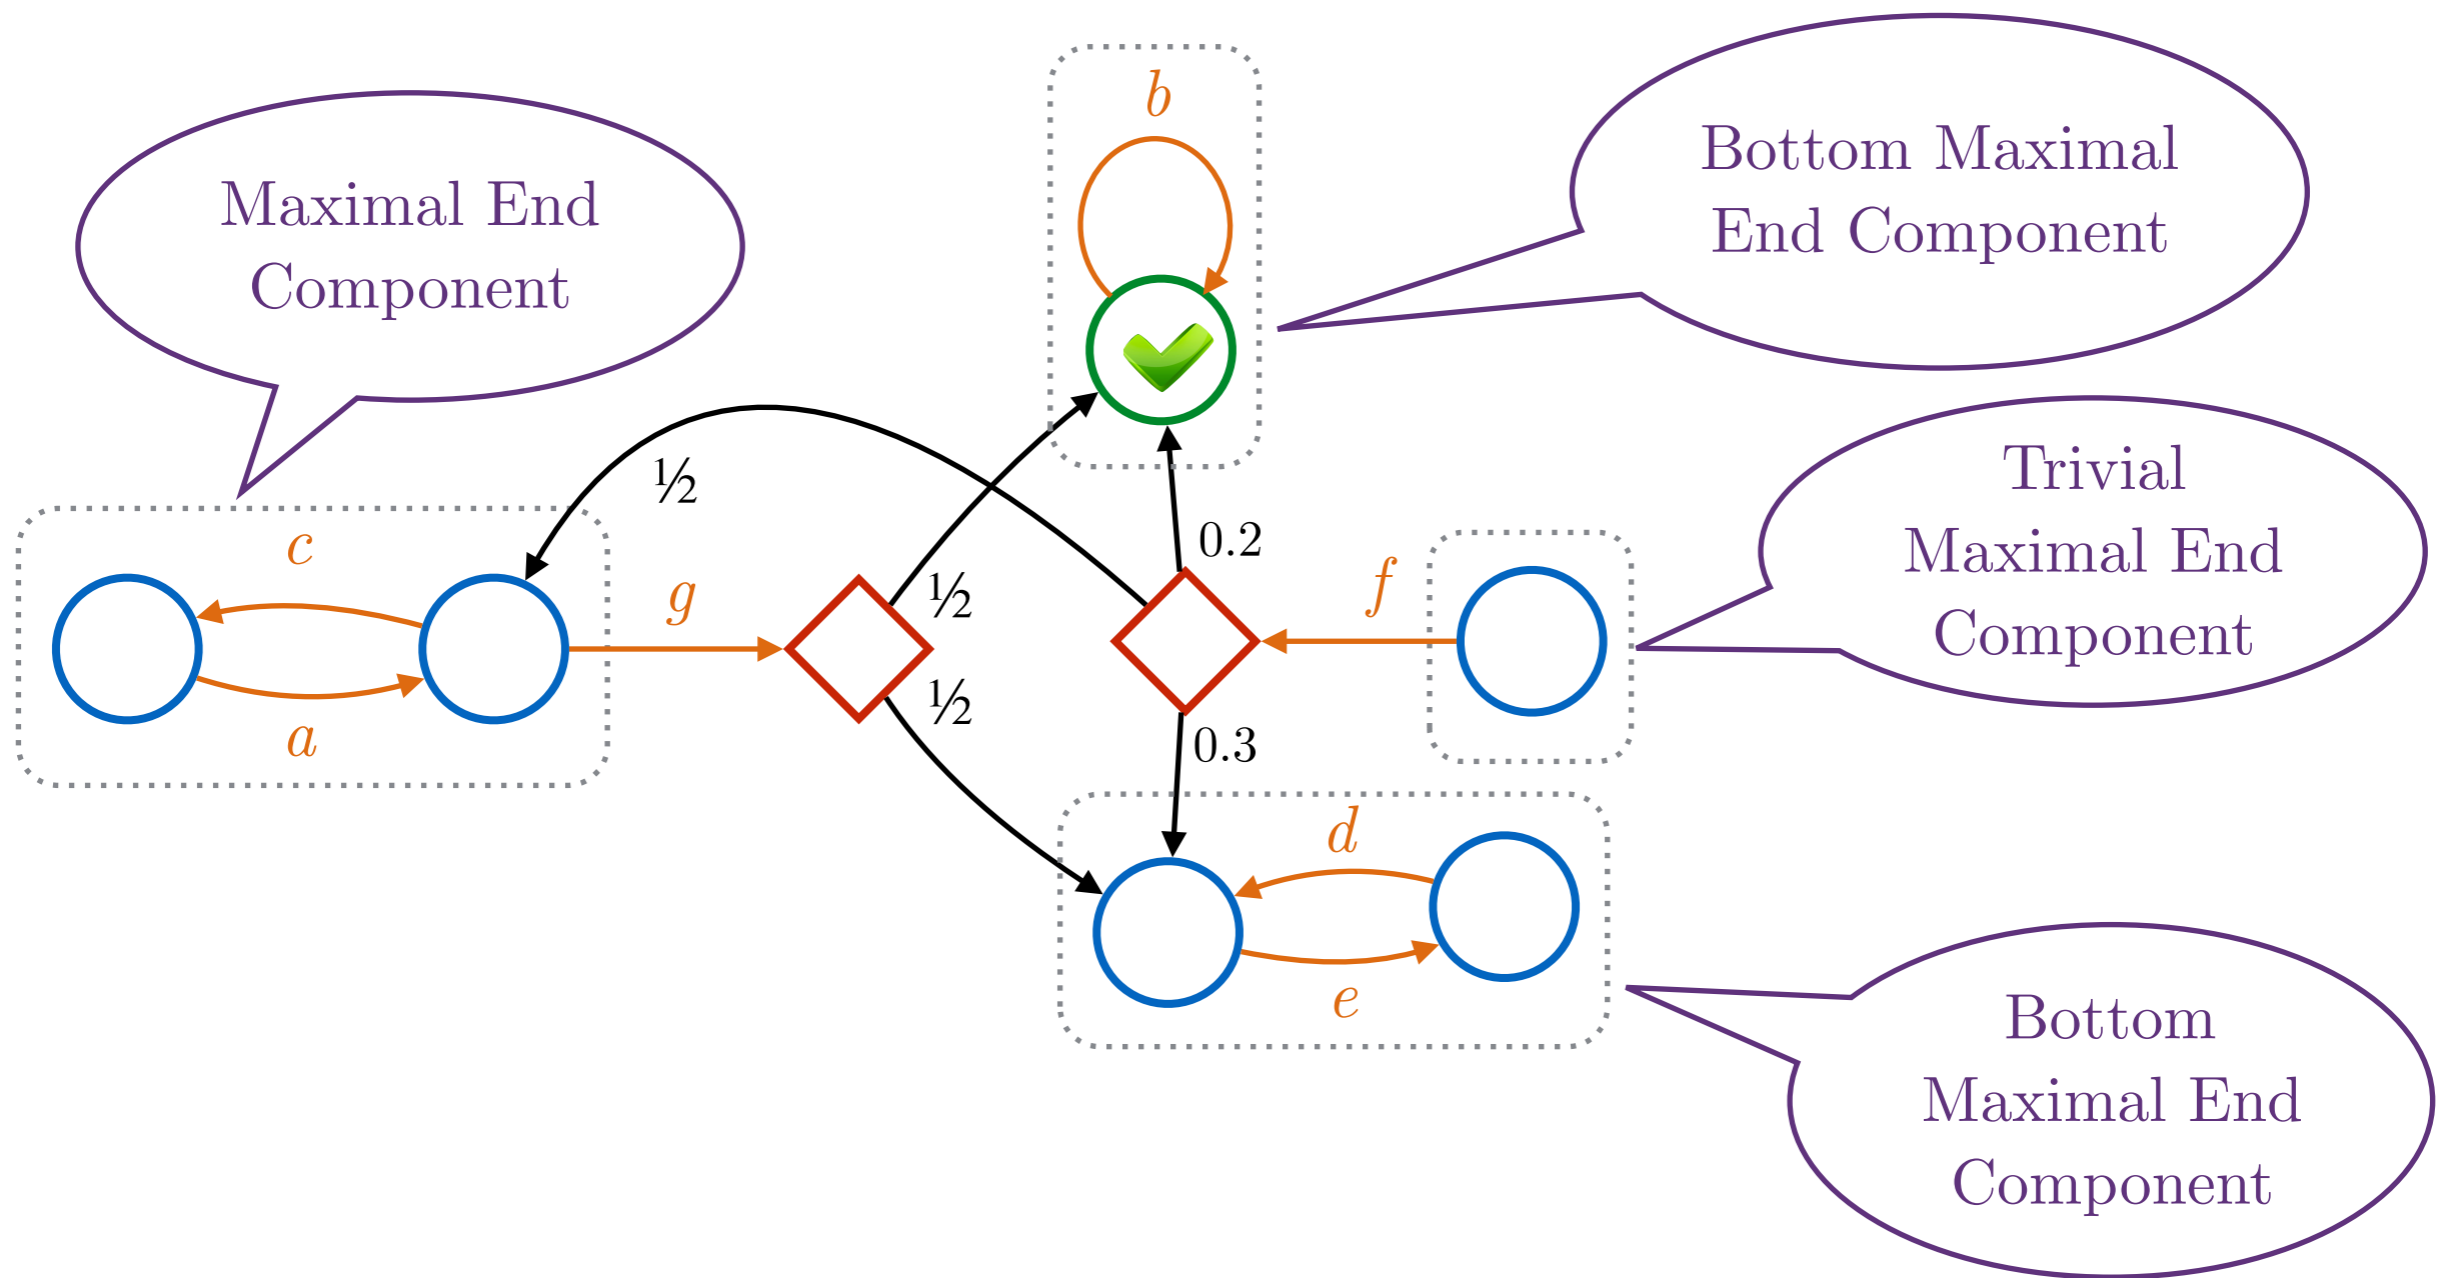 Maximal End
Component
b
Bottom Maximal
End Component
Trivial
Maximal End
Component
½
0.2
c
g
½
f
a
½
0.3
d
e
Bottom
Maximal End
Component